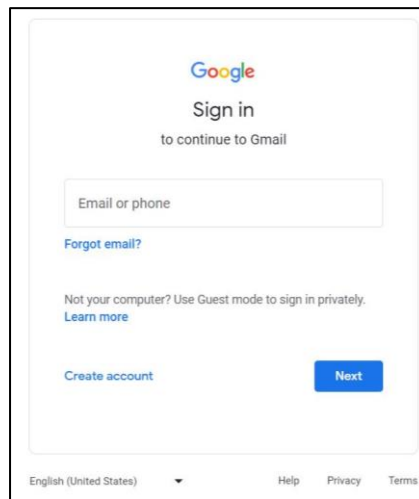 Google
Sign in
to continue to Gmail
Email or phone
Forgot email?
Not your computer? Use Guest mode to sign in privately.
Learn more
Create account
Next
English (United States)
Help
Privacy
Terms